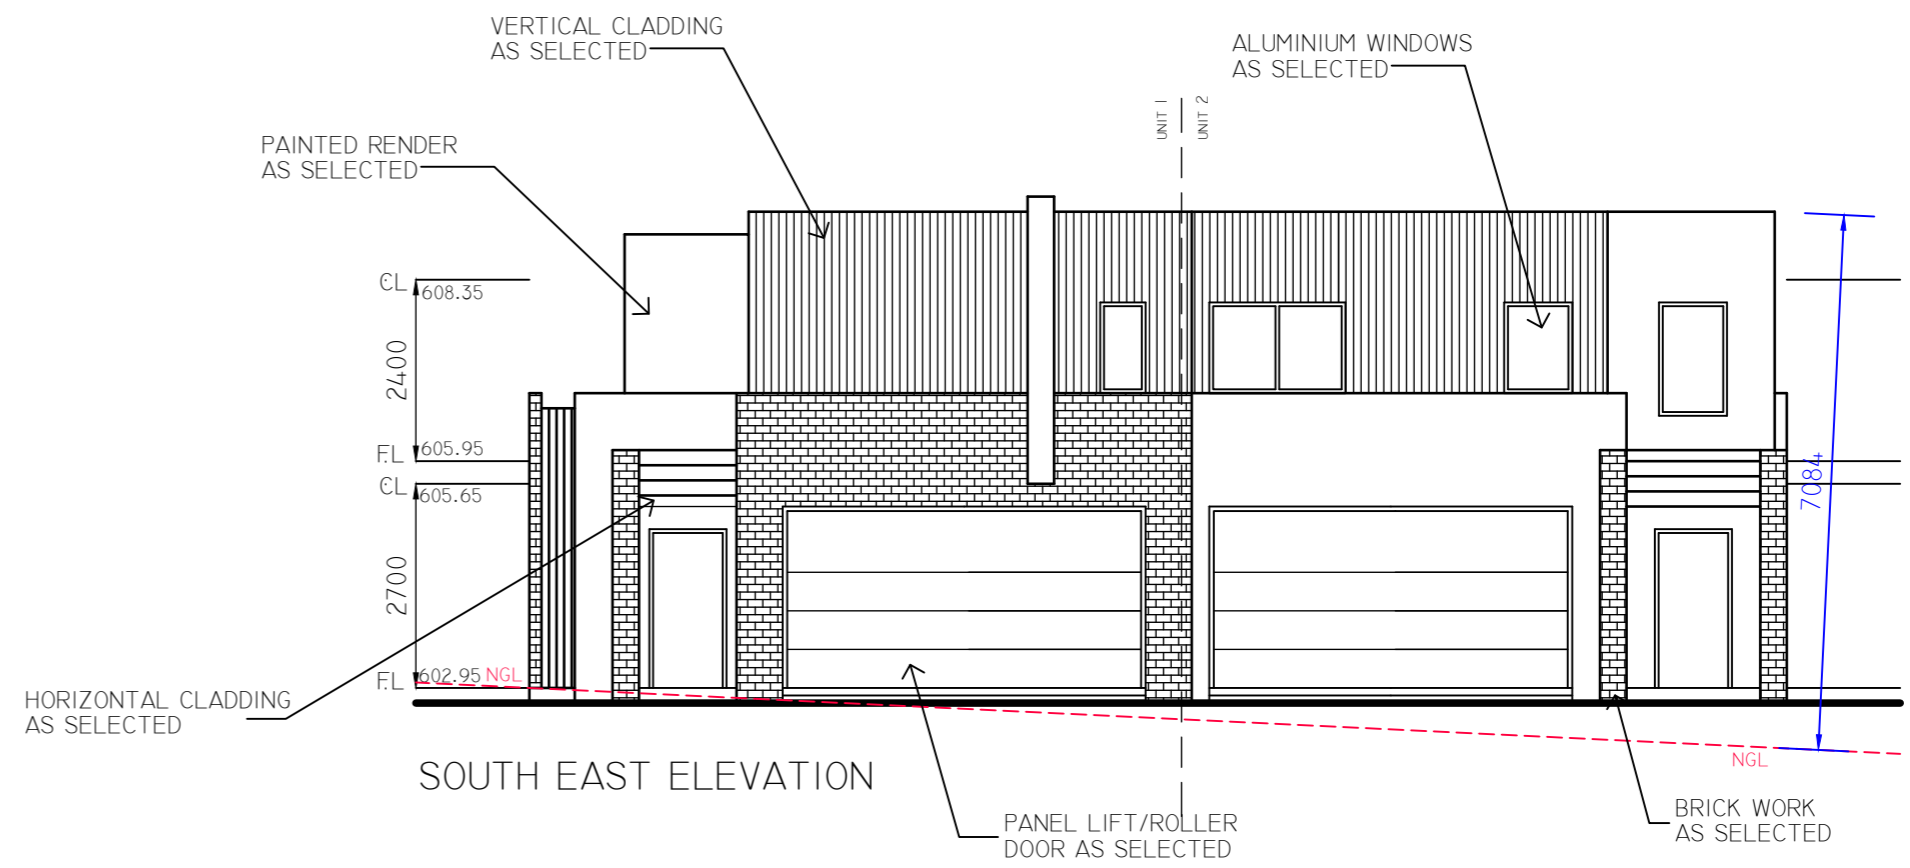 VERTICAL CLADDING
AS SELECTED
ALUMINIUM WINDOWS
AS SELECTED
UNIT 1
UNIT 2
PAINTED RENDER
AS SELECTED
CL 608.35
2400
7084
FL 605.95
CL 605.65
2700
FL 602.95 NGL
HORIZONTAL CLADDING
AS SELECTED
NGL
SOUTH EAST ELEVATION
PANEL LIFT/ROLLER
DOOR AS SELECTED
BRICK WORK
AS SELECTED